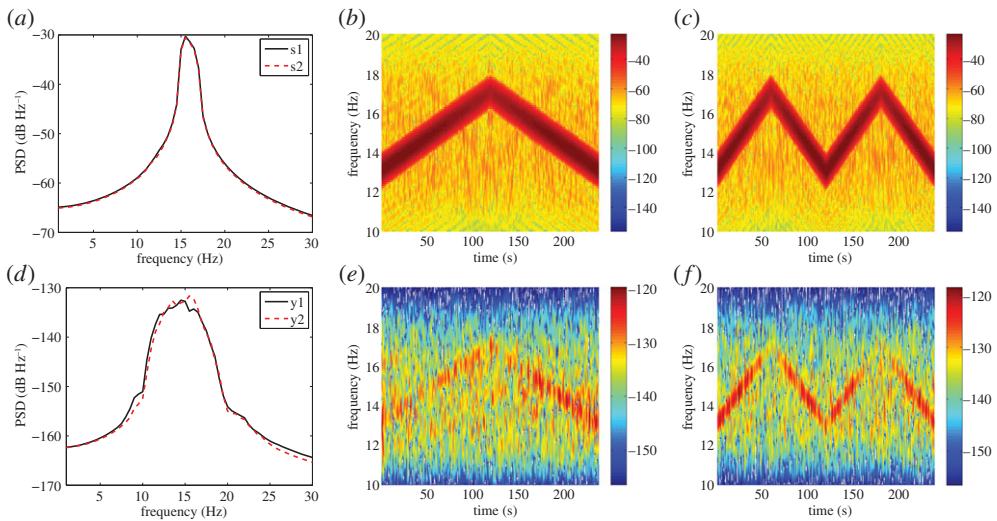 (a)
−30
−40
−50
−60
−70
PSD (dB Hz⁻¹)
5 10 15 20 25 30
frequency (Hz)
s1
s2
(b)
20
18
16
14
12
10
frequency (Hz)
50 100 150 200
time (s)
−40
−60
−80
−100
−120
−140
(c)
20
18
16
14
12
10
frequency (Hz)
50 100 150 200
time (s)
−40
−60
−80
−100
−120
−140
(d)
−130
−140
−150
−160
−170
PSD (dB Hz⁻¹)
5 10 15 20 25 30
frequency (Hz)
y1
y2
(e)
20
18
16
14
12
10
frequency (Hz)
50 100 150 200
time (s)
−120
−130
−140
−150
(f)
20
18
16
14
12
10
frequency (Hz)
50 100 150 200
time (s)
−120
−130
−140
−150